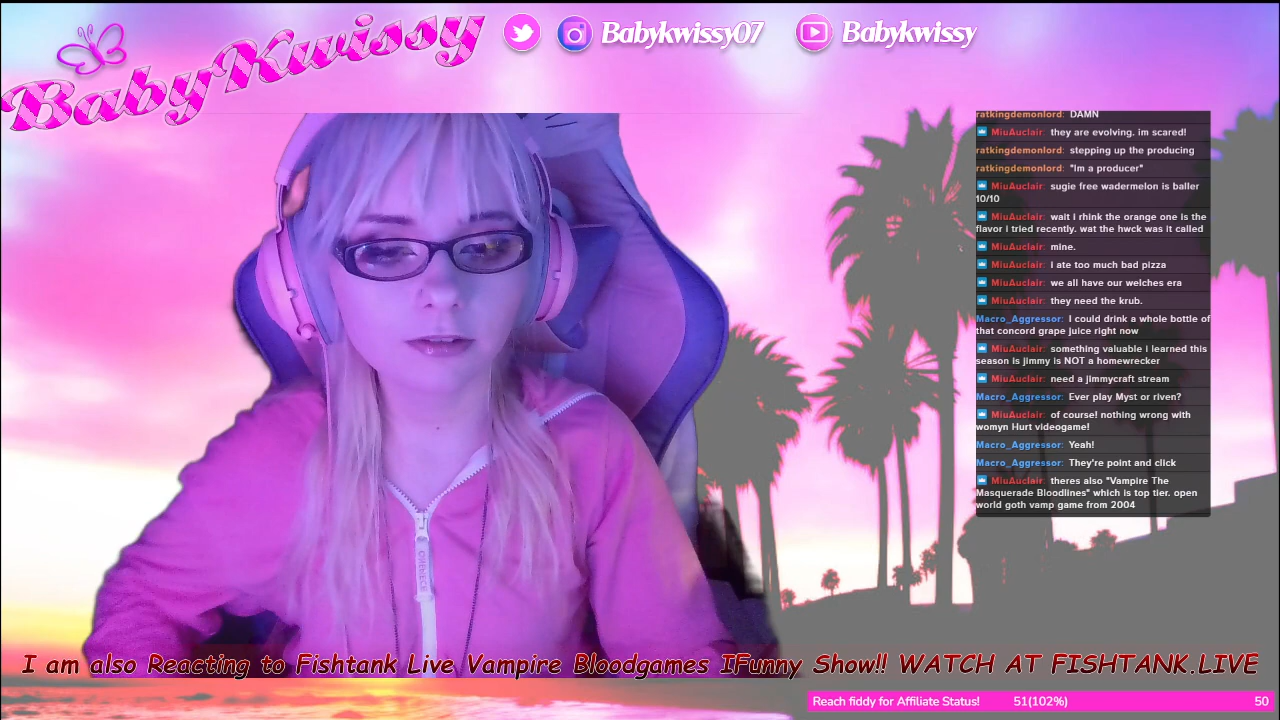 BabyKwissy
Babykwissy07
Babykwissy
ratkingdemonlord: DAMN
MiuAuclair: they are evolving. im scared!
ratkingdemonlord: stepping up the producing
ratkingdemonlord: "im a producer"
MiuAuclair: sugie free wadermelon is baller
10/10
MiuAuclair: wait i rhink the orange one is the
flavor i tried recently. wat the hwck was it called
MiuAuclair: mine.
MiuAuclair: i ate too much bad pizza
MiuAuclair: we all have our welches era
MiuAuclair: they need the krub.
Macro_Aggressor: I could drink a whole bottle of
that concord grape juice right now
MiuAuclair: something valuable i learned this
season is jimmy is NOT a homewrecker
MiuAuclair: need a jimmycraft stream
Macro_Aggressor: Ever play Myst or riven?
MiuAuclair: of course! nothing wrong with
womyn Hurt videogame!
Macro_Aggressor: Yeah!
Macro_Aggressor: They're point and click
MiuAuclair: theres also "Vampire The
Masquerade Bloodlines" which is top tier. open
world goth vamp game from 2004
I am also Reacting to Fishtank Live Vampire Bloodgames IFunny Show!! WATCH AT FISHTANK.LIVE
Reach fiddy for Affiliate Status! 51(102%) 50